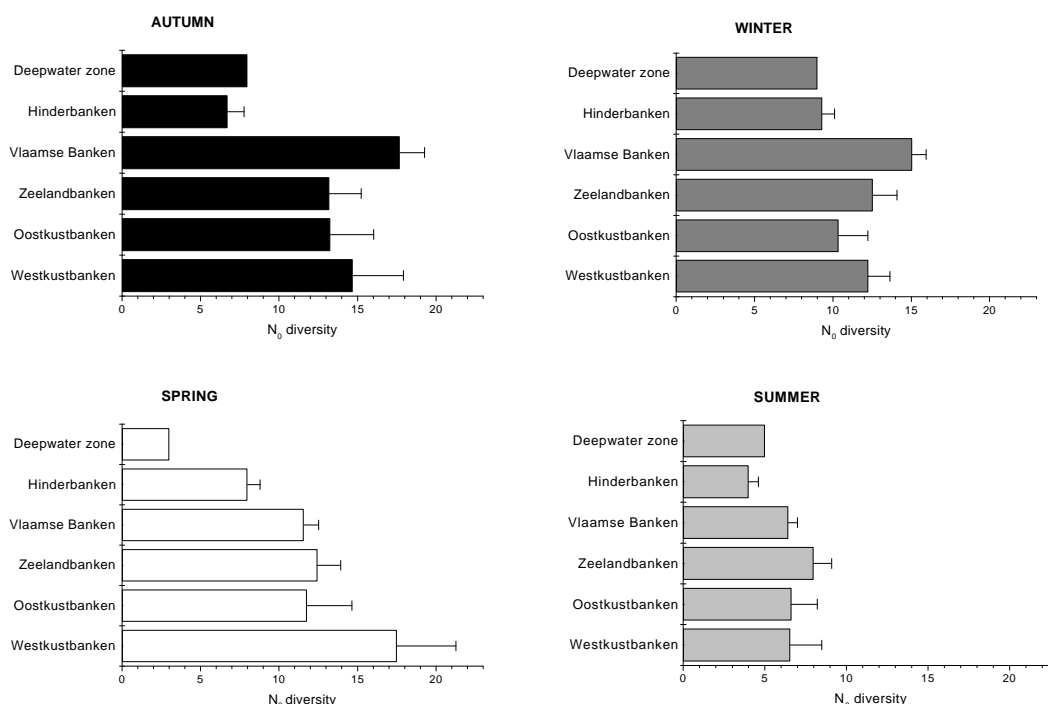 AUTUMN
Deepwater zone
Hinderbanken
Vlaamse Banken
Zeelandbanken
Oostkustbanken
Westkustbanken
0 5 10 15 20
N0 diversity
WINTER
Deepwater zone
Hinderbanken
Vlaamse Banken
Zeelandbanken
Oostkustbanken
Westkustbanken
0 5 10 15 20
N0 diversity
SPRING
Deepwater zone
Hinderbanken
Vlaamse Banken
Zeelandbanken
Oostkustbanken
Westkustbanken
0 5 10 15 20
N0 diversity
SUMMER
Deepwater zone
Hinderbanken
Vlaamse Banken
Zeelandbanken
Oostkustbanken
Westkustbanken
0 5 10 15 20
N0 diversity